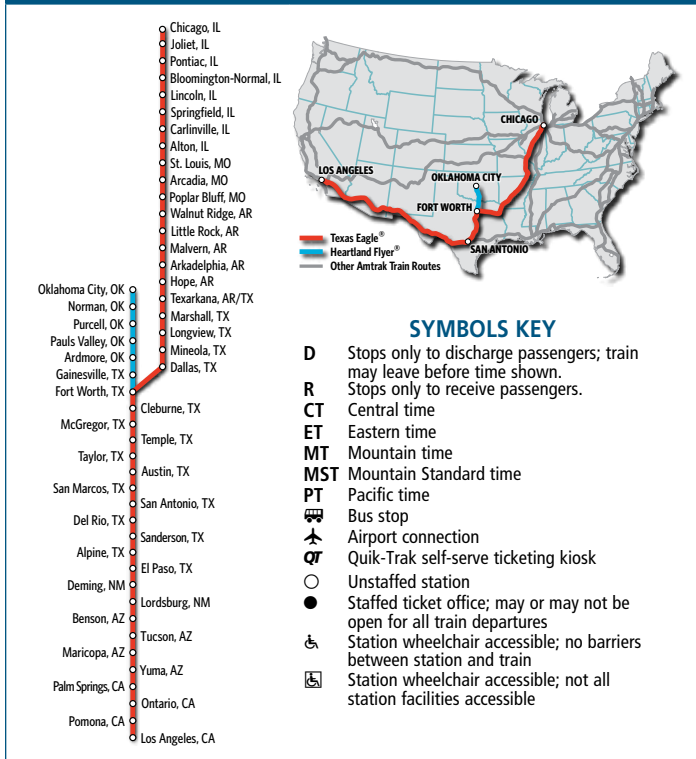 Chicago, IL
Joliet, IL
Pontiac, IL
Bloomington-Normal, IL
Lincoln, IL
Springfield, IL
Carlinville, IL
Alton, IL
St. Louis, MO
Arcadia, MO
Poplar Bluff, MO
Walnut Ridge, AR
Little Rock, AR
Malvern, AR
Arkadelphia, AR
Hope, AR
Texarkana, AR/TX
Marshall, TX
Longview, TX
Mineola, TX
Dallas, TX
Oklahoma City, OK
Norman, OK
Purcell, OK
Pauls Valley, OK
Ardmore, OK
Gainesville, TX
Fort Worth, TX
Cleburne, TX
McGregor, TX
Temple, TX
Taylor, TX
Austin, TX
San Marcos, TX
San Antonio, TX
Del Rio, TX
Sanderson, TX
Alpine, TX
El Paso, TX
Deming, NM
Lordsburg, NM
Benson, AZ
Tucson, AZ
Maricopa, AZ
Yuma, AZ
Palm Springs, CA
Ontario, CA
Pomona, CA
Los Angeles, CA
CHICAGO
LOS ANGELES
OKLAHOMA CITY
FORT WORTH
SAN ANTONIO
Texas Eagle®
Heartland Flyer®
Other Amtrak Train Routes
SYMBOLS KEY
D Stops only to discharge passengers; train
may leave before time shown.
R Stops only to receive passengers.
CT Central time
ET Eastern time
MT Mountain time
MST Mountain Standard time
PT Pacific time
Bus stop
Airport connection
QT Quik-Trak self-serve ticketing kiosk
Unstaffed station
Staffed ticket office; may or may not be
open for all train departures
Station wheelchair accessible; no barriers
between station and train
Station wheelchair accessible; not all
station facilities accessible